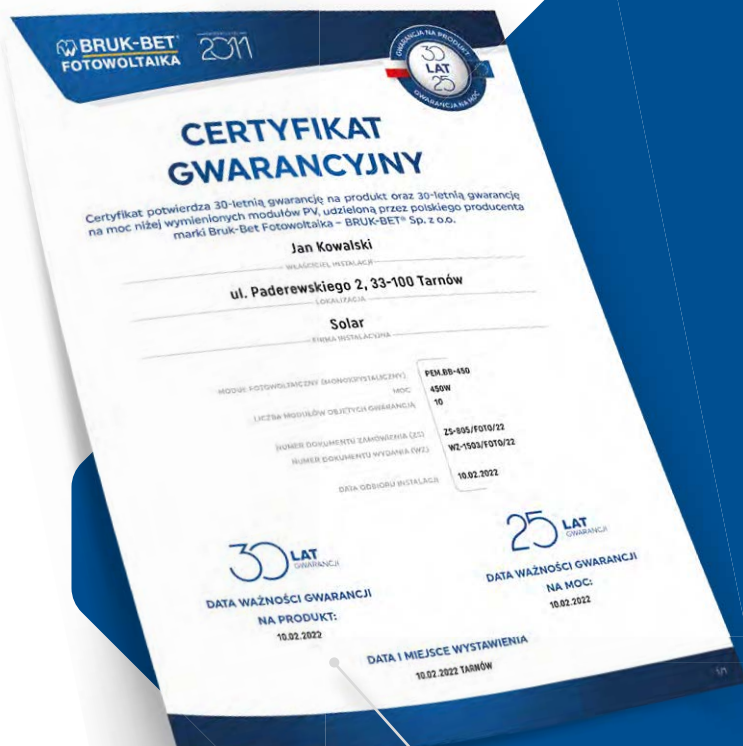 BRUK-BET®
FOTOWOLTAIKA
2011
GWARANCJA NA PRODUKT
30
LAT
25
GWARANCJA NA MOC
CERTYFIKAT
GWARANCYJNY
Certyfikat potwierdza 30-letnią gwarancję na produkt oraz 30-letnią gwarancję
na moc niżej wymienionych modułów PV, udzieloną przez polskiego producenta
marki Bruk-Bet Fotowoltaika – BRUK-BET® Sp. z o.o.
Jan Kowalski
WŁAŚCICIEL INSTALACJI
ul. Paderewskiego 2, 33-100 Tarnów
LOKALIZACJA
Solar
FIRMA INSTALACYJNA
MODUŁ FOTOWOLTAICZNY (MONOKRYSTALICZNY) PEM.BB-450
MOC 450W
LICZBA MODUŁÓW OBJĘTYCH GWARANCJĄ 10
NUMER DOKUMENTU ZAMÓWIENIA (ZS) ZS-805/FOTO/22
NUMER DOKUMENTU WYDANIA (WZ) WZ-1503/FOTO/22
DATA ODBIORU INSTALACJI 10.02.2022
30 LAT
GWARANCJI
DATA WAŻNOŚCI GWARANCJI
NA PRODUKT:
10.02.2022
25 LAT
GWARANCJI
DATA WAŻNOŚCI GWARANCJI
NA MOC:
10.02.2022
DATA I MIEJSCE WYSTAWIENIA
10.02.2022 TARNÓW
1/1